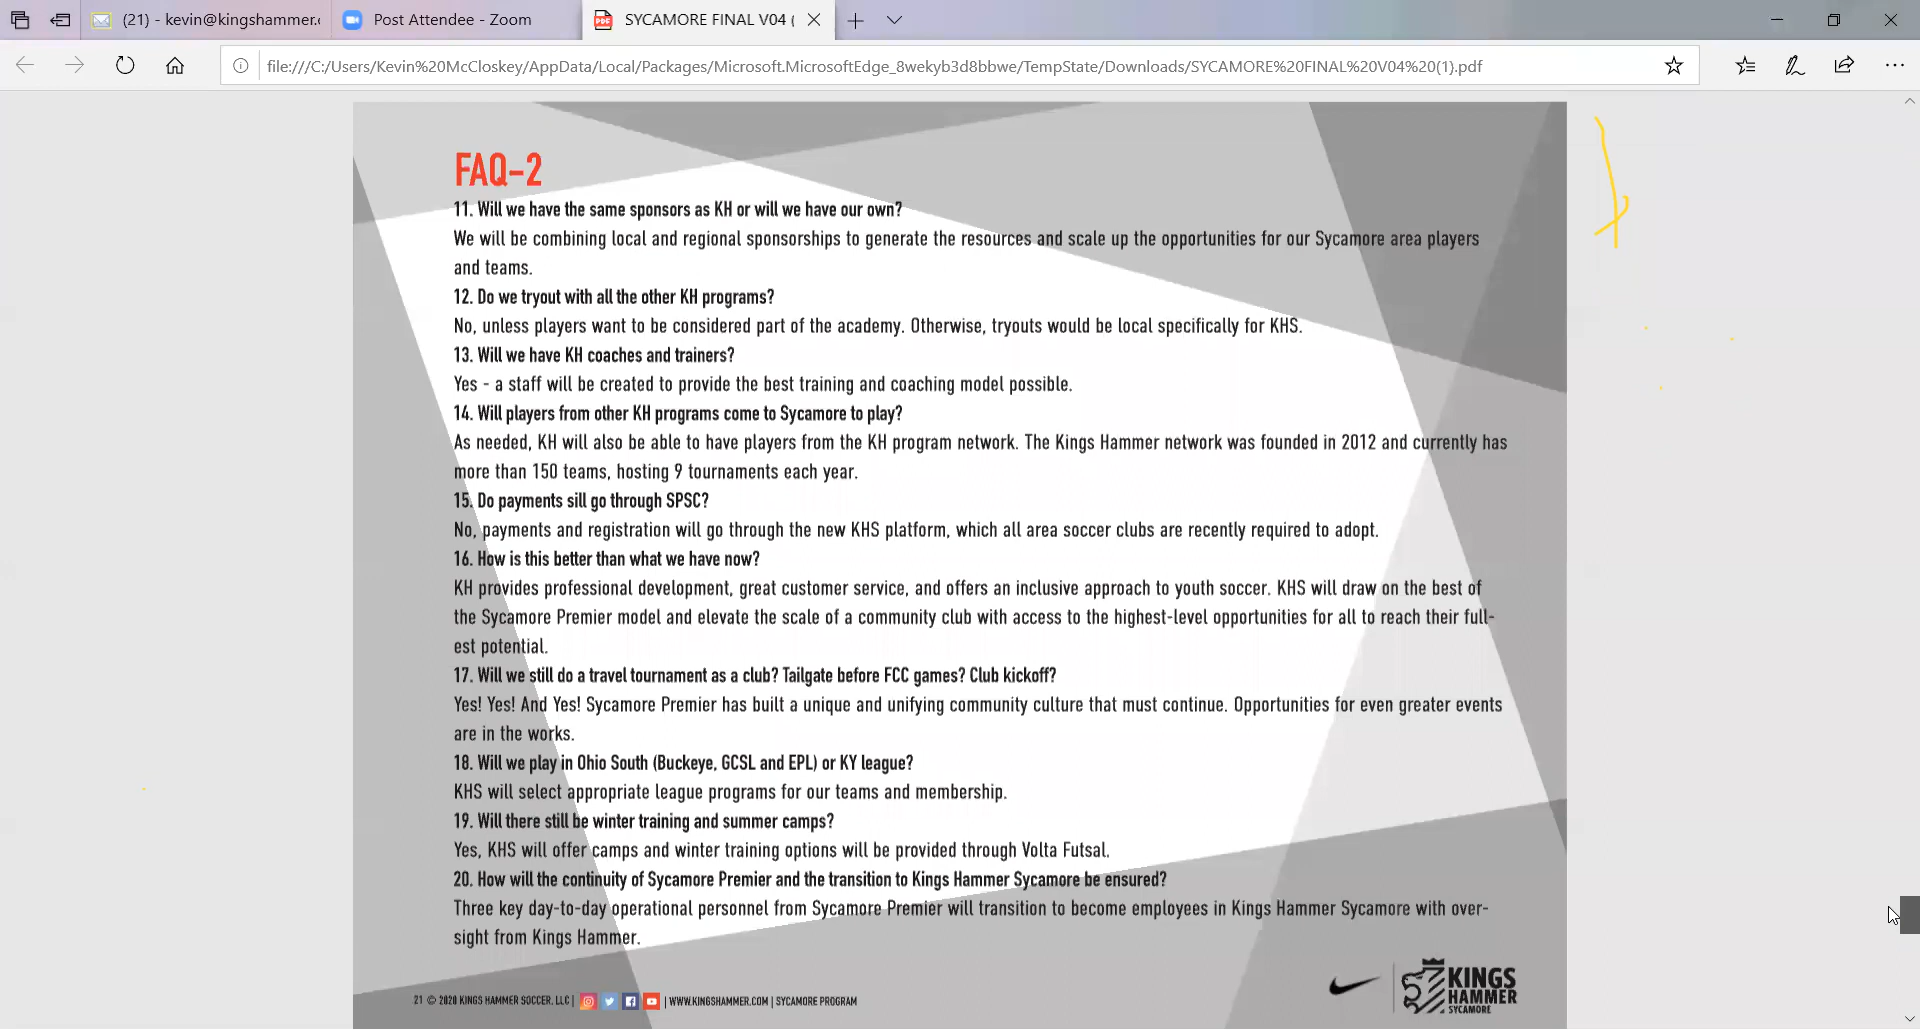 (21) - kevin@kingshammer.c
Post Attendee - Zoom
SYCAMORE FINAL V04 (
file:///C:/Users/Kevin%20McCloskey/AppData/Local/Packages/Microsoft.MicrosoftEdge_8wekyb3d8bbwe/TempState/Downloads/SYCAMORE%20FINAL%20V04%20(1).pdf
FAQ-2
11. Will we have the same sponsors as KH or will we have our own?
We will be combining local and regional sponsorships to generate the resources and scale up the opportunities for our Sycamore area players
and teams.
12. Do we tryout with all the other KH programs?
No, unless players want to be considered part of the academy. Otherwise, tryouts would be local specifically for KHS.
13. Will we have KH coaches and trainers?
Yes - a staff will be created to provide the best training and coaching model possible.
14. Will players from other KH programs come to Sycamore to play?
As needed, KH will also be able to have players from the KH program network. The Kings Hammer network was founded in 2012 and currently has
more than 150 teams, hosting 9 tournaments each year.
15. Do payments sill go through SPSC?
No, payments and registration will go through the new KHS platform, which all area soccer clubs are recently required to adopt.
16. How is this better than what we have now?
KH provides professional development, great customer service, and offers an inclusive approach to youth soccer. KHS will draw on the best of
the Sycamore Premier model and elevate the scale of a community club with access to the highest-level opportunities for all to reach their full-
est potential.
17. Will we still do a travel tournament as a club? Tailgate before FCC games? Club kickoff?
Yes! Yes! And Yes! Sycamore Premier has built a unique and unifying community culture that must continue. Opportunities for even greater events
are in the works.
18. Will we play in Ohio South (Buckeye, GCSL and EPL) or KY league?
KHS will select appropriate league programs for our teams and membership.
19. Will there still be winter training and summer camps?
Yes, KHS will offer camps and winter training options will be provided through Volta Futsal.
20. How will the continuity of Sycamore Premier and the transition to Kings Hammer Sycamore be ensured?
Three key day-to-day operational personnel from Sycamore Premier will transition to become employees in Kings Hammer Sycamore with over-
sight from Kings Hammer.
21 © 2020 KINGS HAMMER SOCCER, LLC | | WWW.KINGSHAMMER.COM | SYCAMORE PROGRAM
KINGS
HAMMER
SYCAMORE